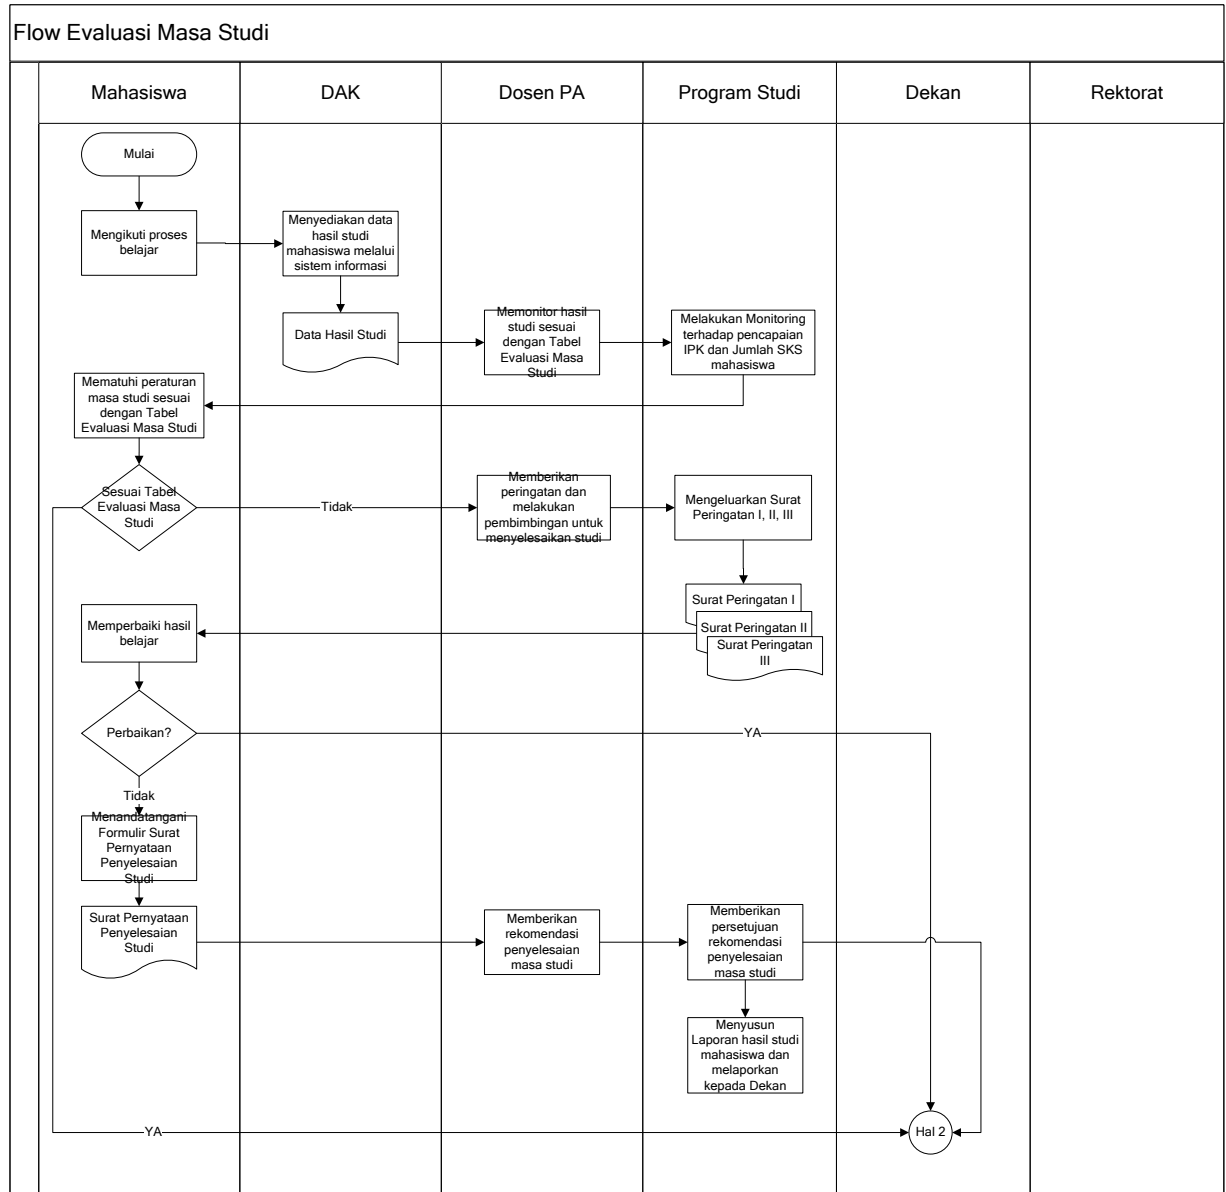 Flow Evaluasi Masa Studi
Mahasiswa
DAK
Dosen PA
Program Studi
Dekan
Rektorat
Mulai
Mengikuti proses
belajar
Menyediakan data
hasil studi
mahasiswa melalui
sistem informasi
Data Hasil Studi
Memonitor hasil
studi sesuai
dengan Tabel
Evaluasi Masa
Studi
Melakukan Monitoring
terhadap pencapaian
IPK dan Jumlah SKS
mahasiswa
Mematuhi peraturan
masa studi sesuai
dengan Tabel
Evaluasi Masa Studi
Sesuai Tabel
Evaluasi Masa
Studi
Tidak
Memberikan
peringatan dan
melakukan
pembimbingan untuk
menyelesaikan studi
Mengeluarkan Surat
Peringatan I, II, III
Surat Peringatan I
Surat Peringatan II
Surat Peringatan
III
Memperbaiki hasil
belajar
Perbaikan?
YA
Tidak
Menandatangani
Formulir Surat
Pernyataan
Penyelesaian
Studi
Surat Pernyataan
Penyelesaian
Studi
Memberikan
rekomendasi
penyelesaian
masa studi
Memberikan
persetujuan
rekomendasi
penyelesaian
masa studi
Menyusun
Laporan hasil studi
mahasiswa dan
melaporkan
kepada Dekan
YA
Hal 2